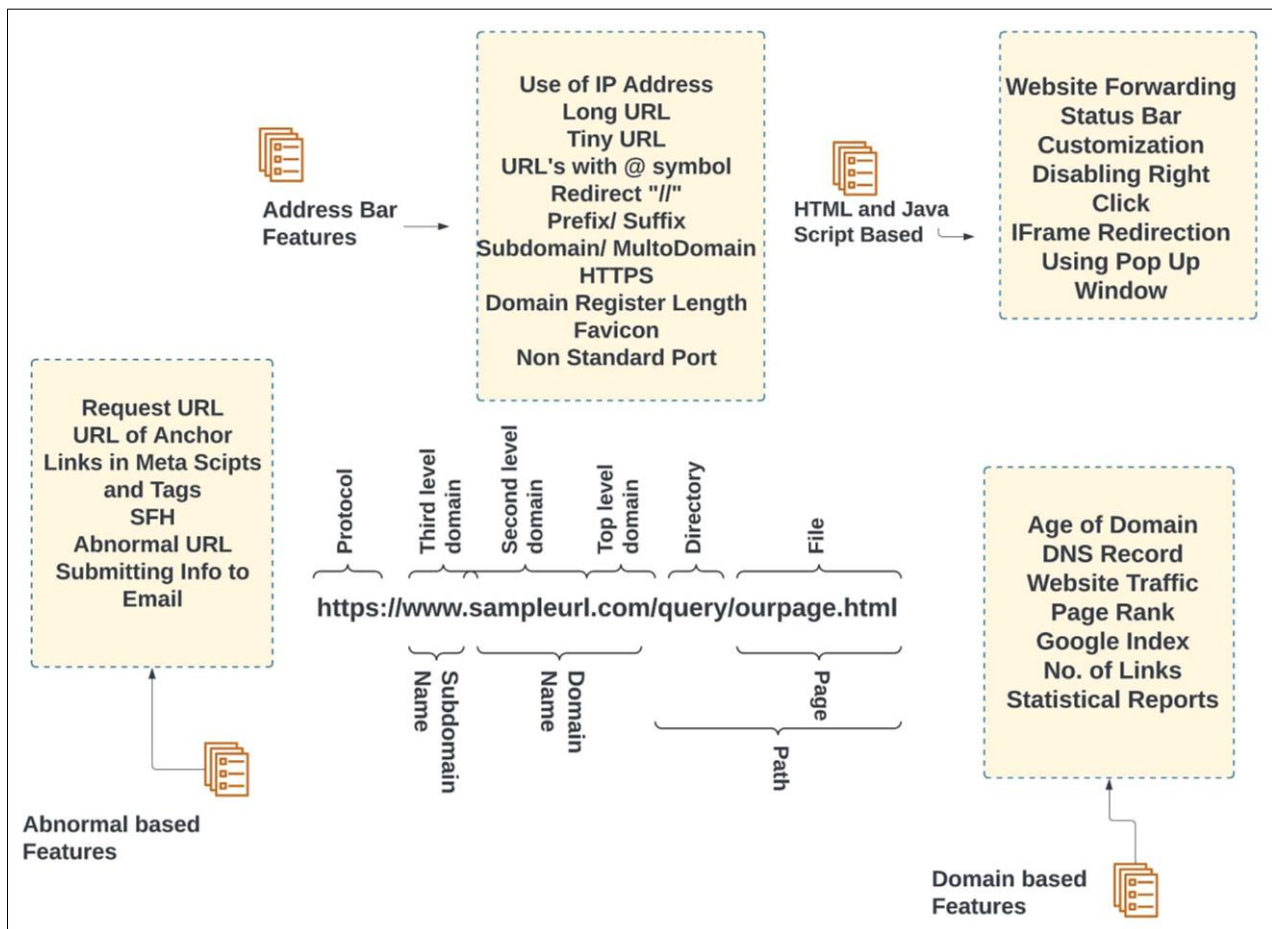 Address Bar
Features
Use of IP Address
Long URL
Tiny URL
URL's with @ symbol
Redirect "//"
Prefix/ Suffix
Subdomain/ MultoDomain
HTTPS
Domain Register Length
Favicon
Non Standard Port
HTML and Java
Script Based
Website Forwarding
Status Bar
Customization
Disabling Right
Click
IFrame Redirection
Using Pop Up
Window
Request URL
URL of Anchor
Links in Meta Scipts
and Tags
SFH
Abnormal URL
Submitting Info to
Email
Abnormal based
Features
Protocol
Third level
domain
Second level
domain
Top level
domain
Directory
File
https://www.sampleurl.com/query/ourpage.html
Subdomain
Name
Domain
Name
Page
Path
Age of Domain
DNS Record
Website Traffic
Page Rank
Google Index
No. of Links
Statistical Reports
Domain based
Features